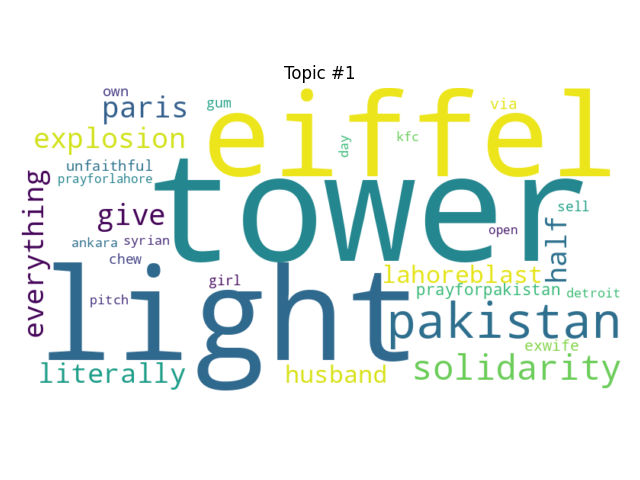 Topic #1
own
paris
gum
eiffel
via
explosion
day
kfc
unfaithful
prayforlahore
tower
everything
give
sell
ankara
syrian
open
half
chew
light
lahoreblast
girl
prayforpakistan
detroit
pitch
pakistan
exwife
literally
husband
solidarity